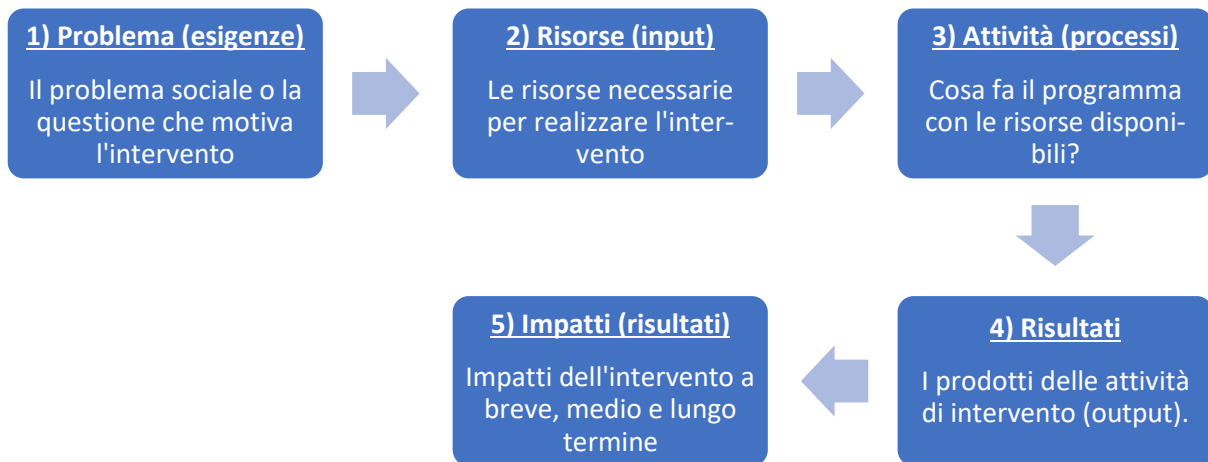 1) Problema (esigenze)
Il problema sociale o la
questione che motiva
l'intervento
2) Risorse (input)
Le risorse necessarie
per realizzare l'inter-
vento
3) Attività (processi)
Cosa fa il programma
con le risorse disponi-
bili?
4) Risultati
I prodotti delle attività
di intervento (output).
5) Impatti (risultati)
Impatti dell'intervento a
breve, medio e lungo
termine